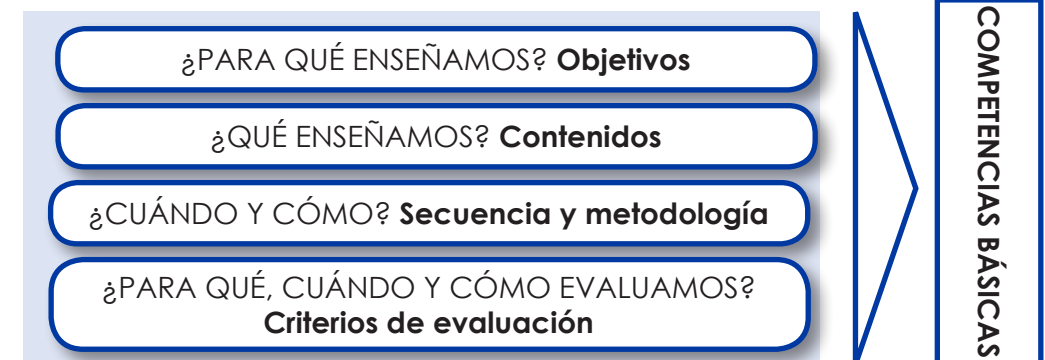 ¿PARA QUÉ ENSEÑAMOS? Objetivos
¿QUÉ ENSEÑAMOS? Contenidos
¿CUÁNDO Y CÓMO? Secuencia y metodología
¿PARA QUÉ, CUÁNDO Y CÓMO EVALUAMOS?
Criterios de evaluación
COMPETENCIAS BÁSICAS